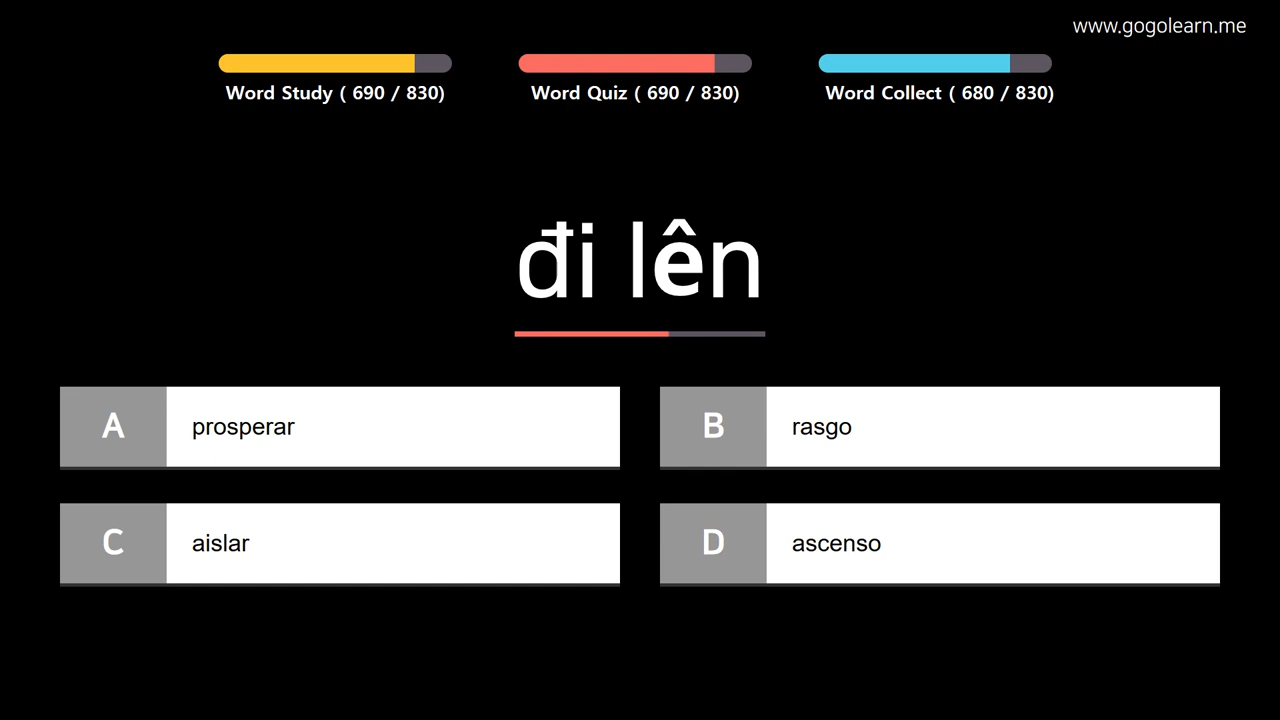 www.gogolearn.me
Word Study ( 690 / 830)
Word Quiz ( 690 / 830)
Word Collect ( 680 / 830)
đi lên
A prosperar
B rasgo
C aislar
D ascenso